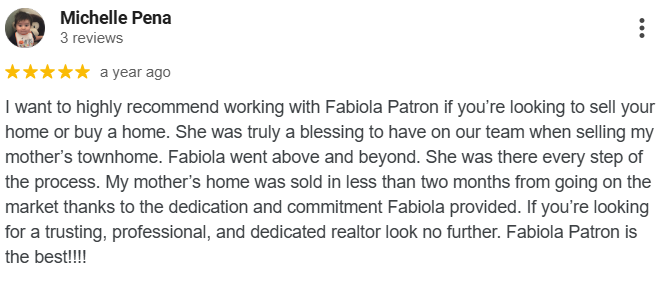 Michelle Pena
3 reviews
a year ago
I want to highly recommend working with Fabiola Patron if you’re looking to sell your
home or buy a home. She was truly a blessing to have on our team when selling my
mother’s townhome. Fabiola went above and beyond. She was there every step of
the process. My mother’s home was sold in less than two months from going on the
market thanks to the dedication and commitment Fabiola provided. If you’re looking
for a trusting, professional, and dedicated realtor look no further. Fabiola Patron is
the best!!!!